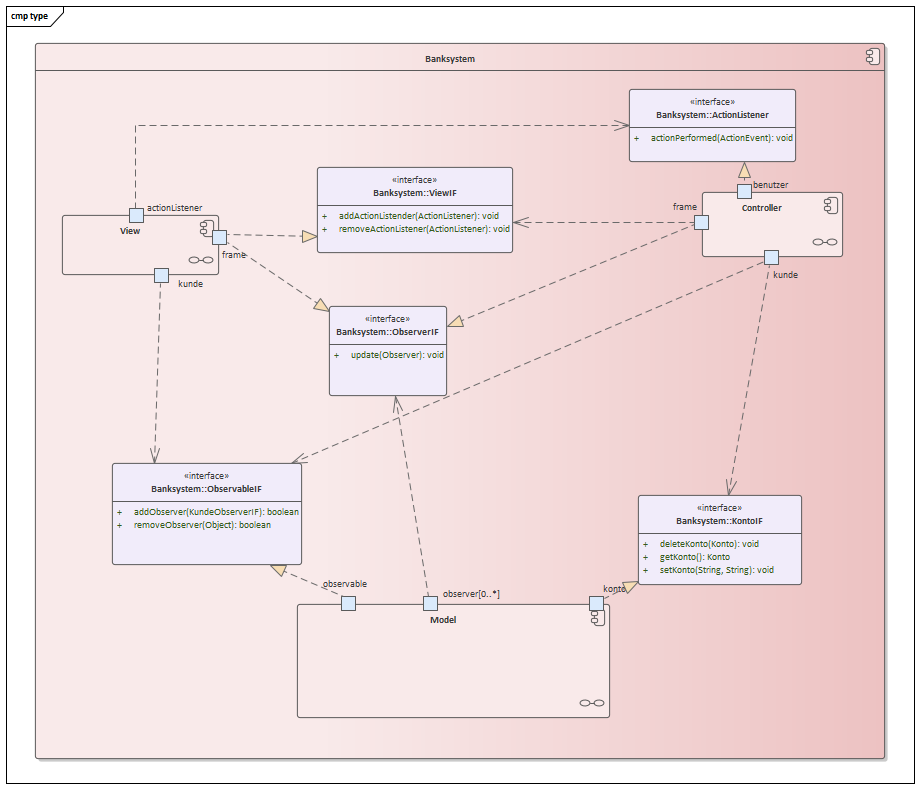 cmp type
Banksystem
«interface»
Banksystem::ActionListener
+ actionPerformed(ActionEvent): void
benutzer
Controller
frame
kunde
«interface»
Banksystem::ViewIF
+ addActionListender(ActionListener): void
+ removeActionListener(ActionListener): void
actionListener
View
frame
kunde
«interface»
Banksystem::ObserverIF
+ update(Observer): void
«interface»
Banksystem::ObservableIF
+ addObserver(KundeObserverIF): boolean
+ removeObserver(Object): boolean
«interface»
Banksystem::KontoIF
+ deleteKonto(Konto): void
+ getKonto(): Konto
+ setKonto(String, String): void
observable
observer[0..*]
konto
Model